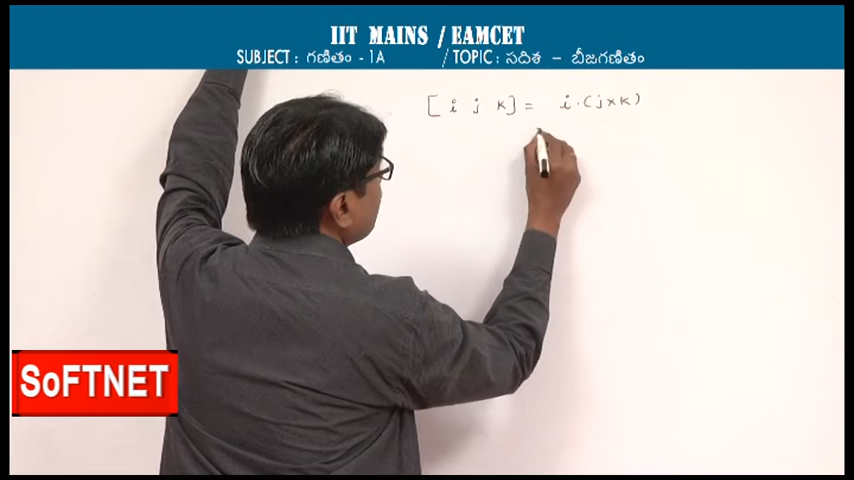 IIT MAINS / EAMCET
SUBJECT : గణితం - 1A / TOPIC : సదిశ – బీజగణితం
[ i j k ] = i . ( j × k )
SoFTNET